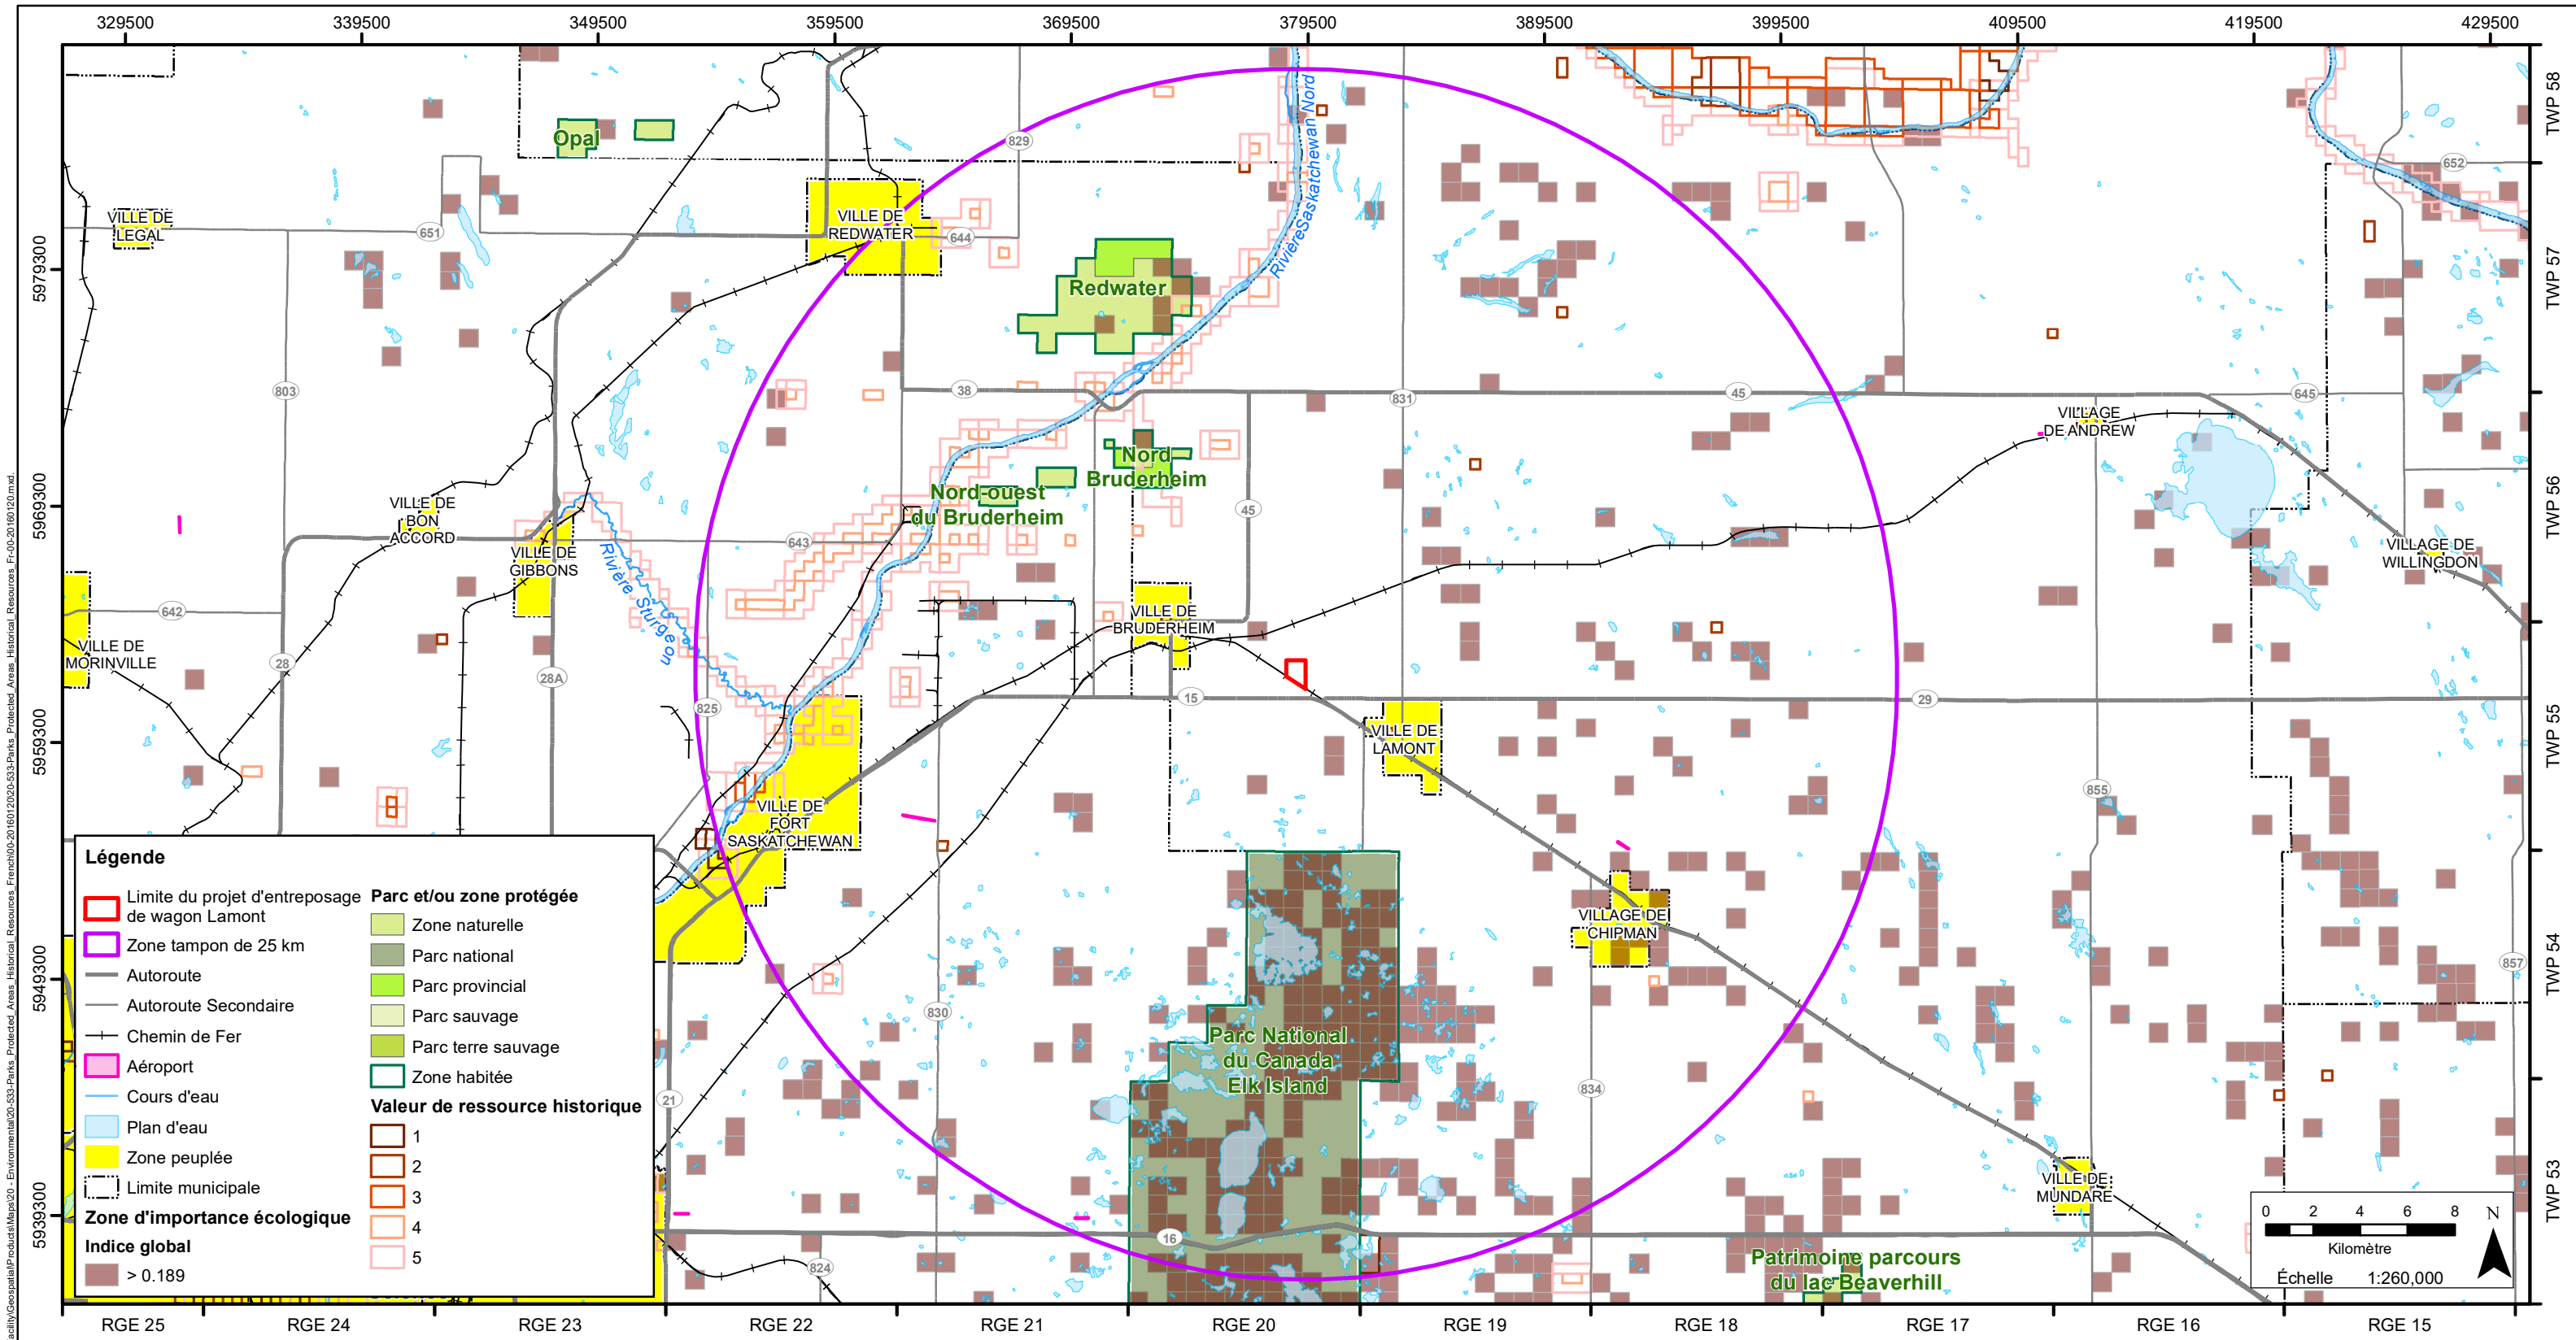 329500 339500 349500 359500 369500 379500 389500 399500 409500 419500 429500
5979300
5969300
5959300
5949300
5939300
TWP 58
TWP 57
TWP 56
TWP 55
TWP 54
TWP 53
RGE 25 RGE 24 RGE 23 RGE 22 RGE 21 RGE 20 RGE 19 RGE 18 RGE 17 RGE 16 RGE 15
Opal
829
Rivière Saskatchewan Nord
652
VILLE DE
LEGAL
651
VILLE DE
REDWATER
644
Redwater
803
38
831
45
645
VILLAGE
DE ANDREW
Nord
Bruderheim
Nord-ouest
du Bruderheim
45
VILLE DE
BON
ACCORD
VILLE DE
GIBBONS
643
Rivière Sturgeon
VILLAGE DE
WILLINGDON
642
VILLE DE
MORINVILLE
28
28A
VILLE DE
BRUDERHEIM
825
15
29
VILLE DE
LAMONT
855
VILLE DE
FORT
SASKATCHEWAN
VILLAGE DE
CHIPMAN
857
830
Parc National
du Canada
Elk Island
834
21
VILLE DE
MUNDARE
16
824
Patrimoine parcours
du lac Beaverhill
Légende
Limite du projet d'entreposage
de wagon Lamont
Zone tampon de 25 km
Autoroute
Autoroute Secondaire
Chemin de Fer
Aéroport
Cours d'eau
Plan d'eau
Zone peuplée
Limite municipale
Zone d'importance écologique
Indice global
> 0.189
Parc et/ou zone protégée
Zone naturelle
Parc national
Parc provincial
Parc sauvage
Parc terre sauvage
Zone habitée
Valeur de ressource historique
1
2
3
4
5
0 2 4 6 8
Kilomètre
Échelle 1:260,000
N